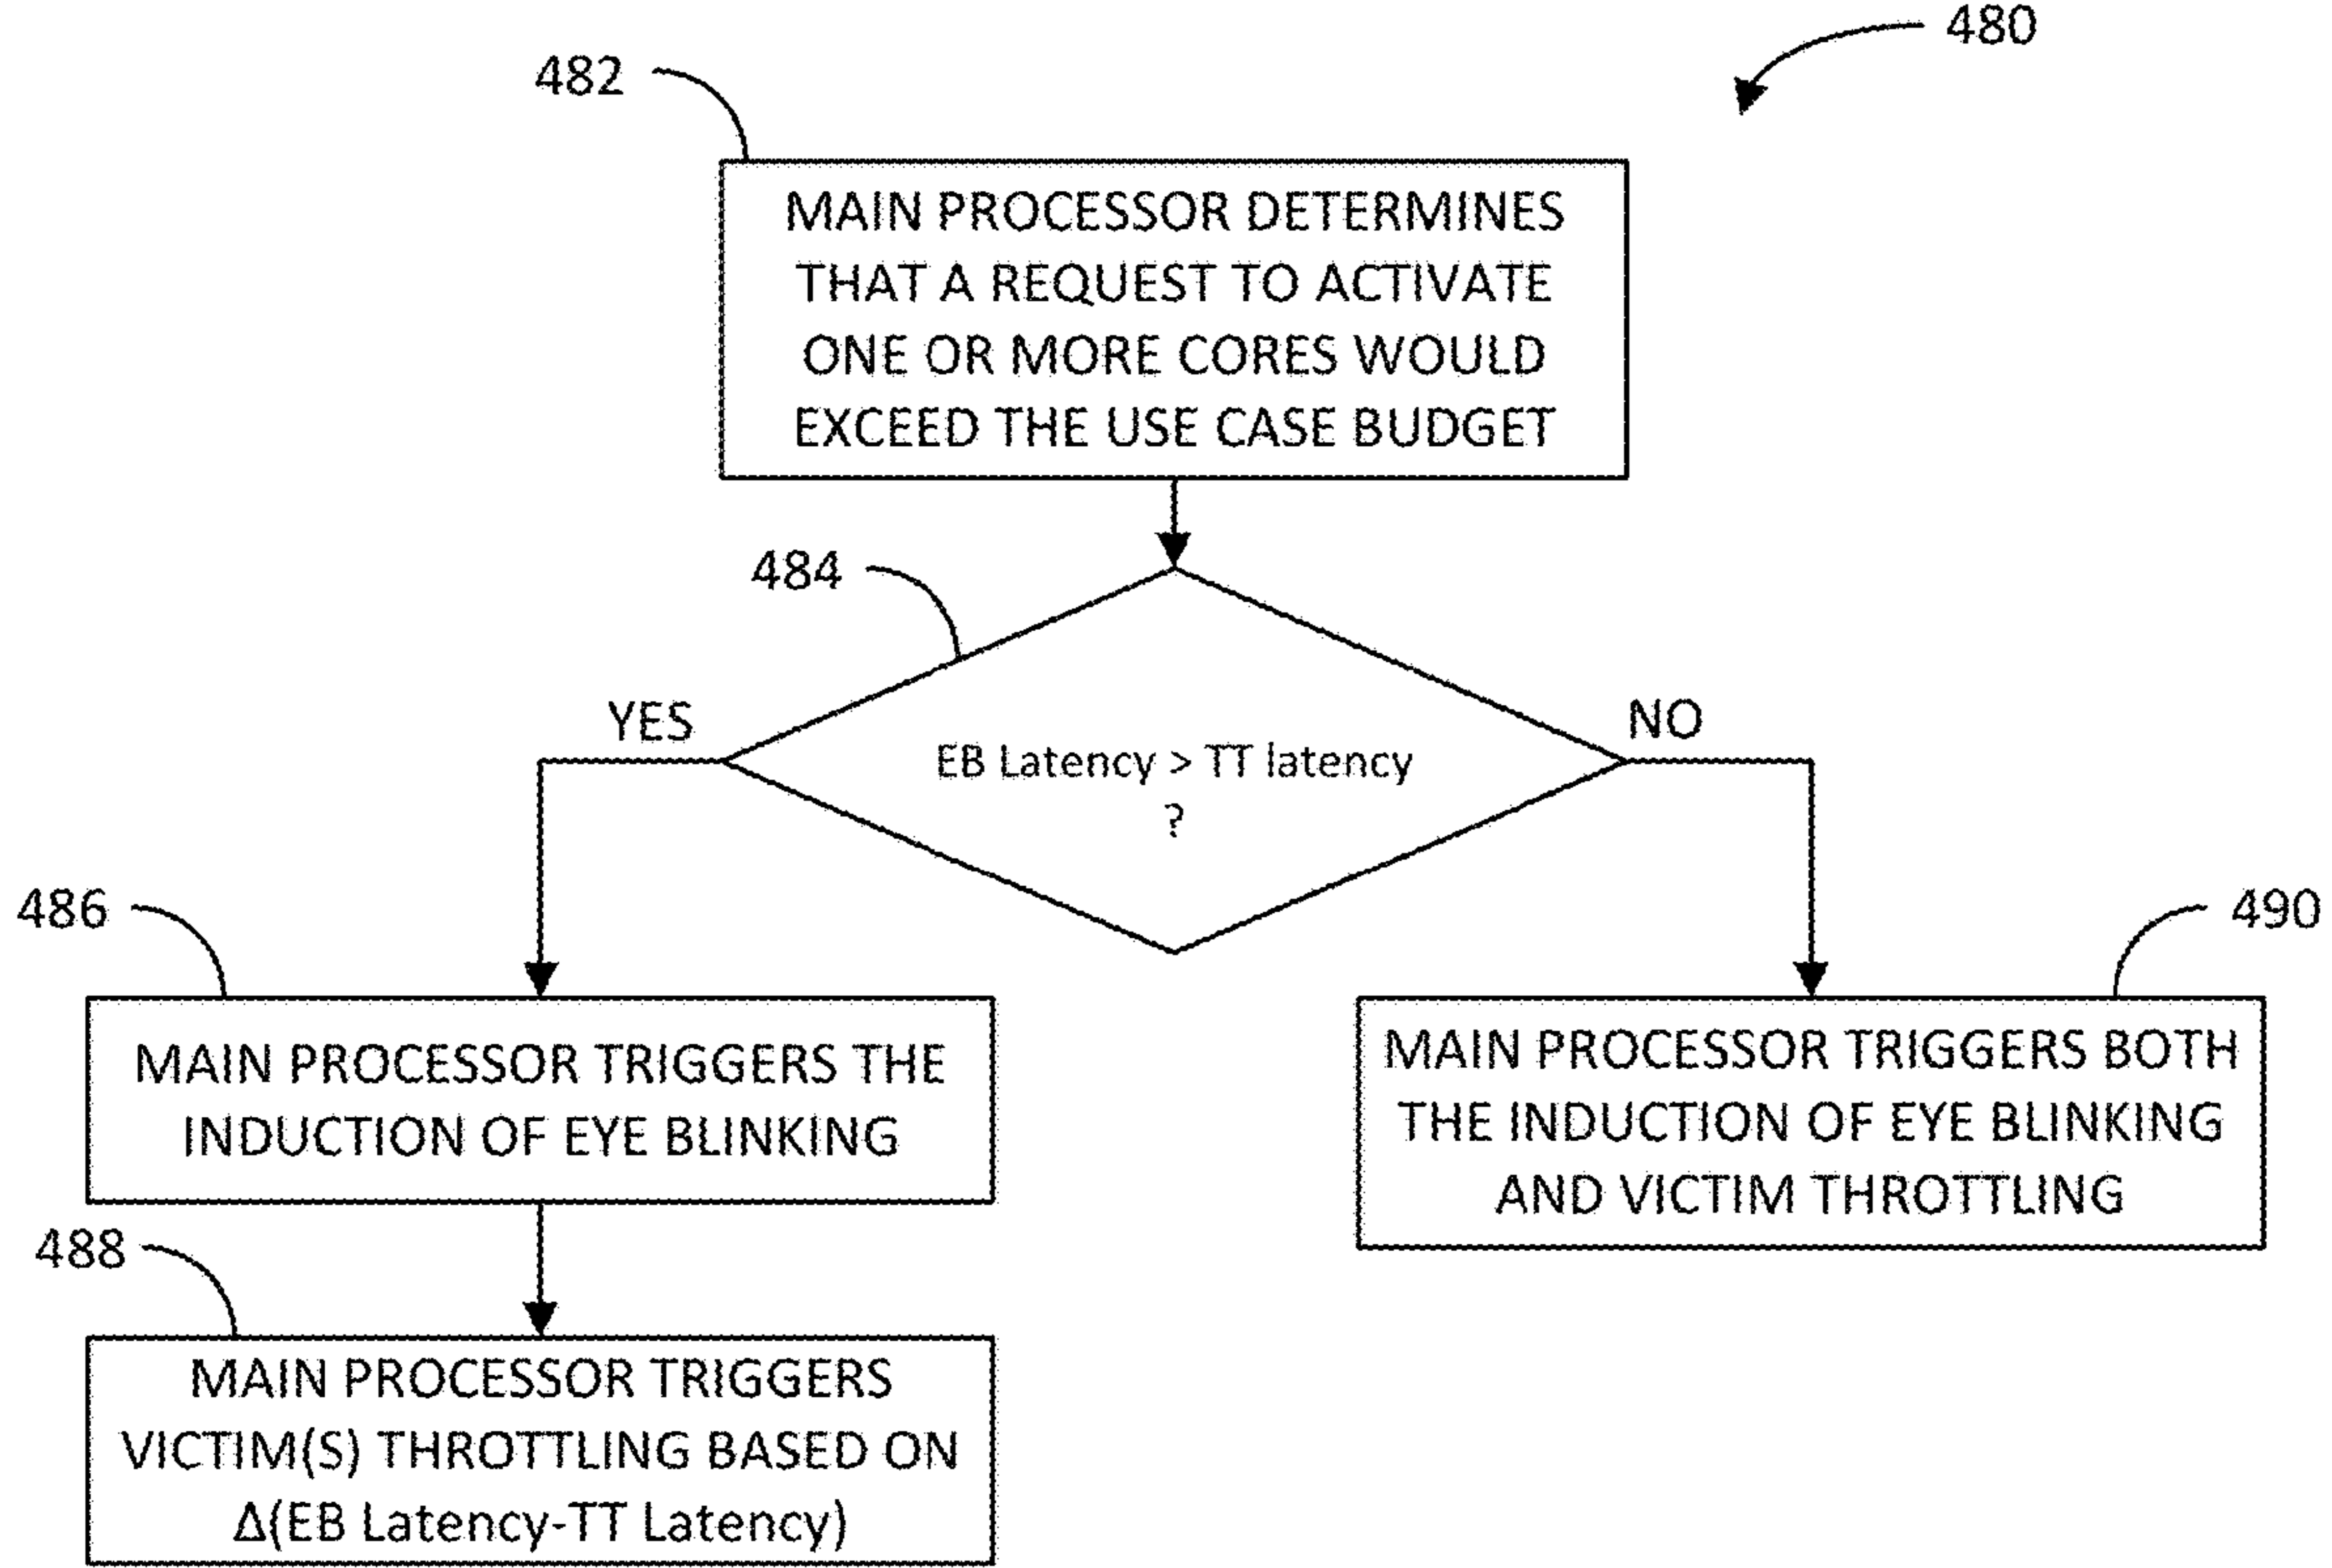 480
482
MAIN PROCESSOR DETERMINES
THAT A REQUEST TO ACTIVATE
ONE OR MORE CORES WOULD
EXCEED THE USE CASE BUDGET
484
YES
NO
EB Latency > TT latency
?
486
490
MAIN PROCESSOR TRIGGERS THE
INDUCTION OF EYE BLINKING
MAIN PROCESSOR TRIGGERS BOTH
THE INDUCTION OF EYE BLINKING
AND VICTIM THROTTLING
488
MAIN PROCESSOR TRIGGERS
VICTIM(S) THROTTLING BASED ON
Δ(EB Latency-TT Latency)